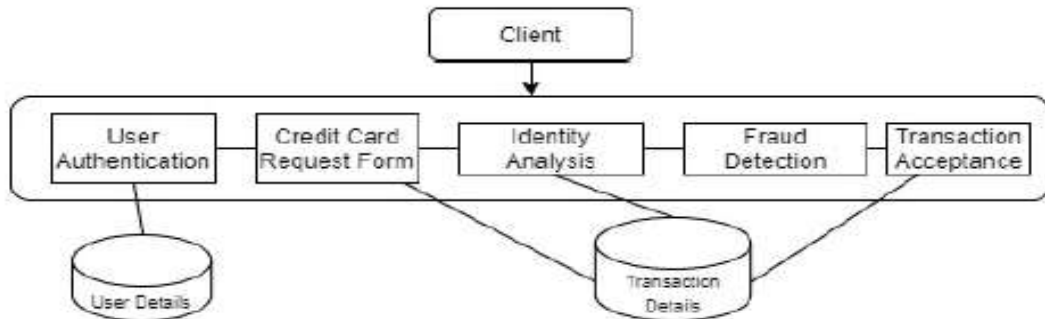 Client
User
Authentication
Credit Card
Request Form
Identity
Analysis
Fraud
Detection
Transaction
Acceptance
User Details
Transaction
Details